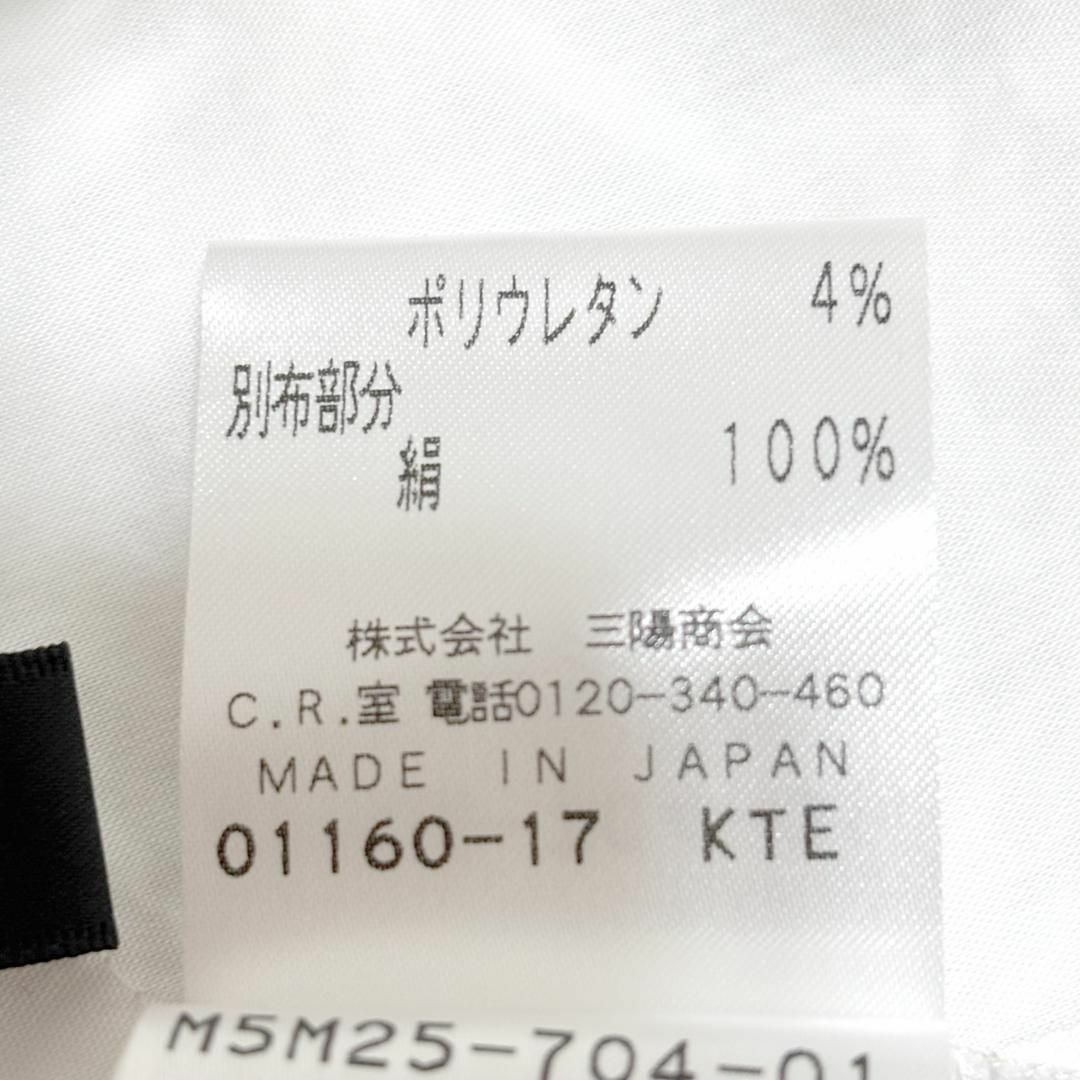 ポリウレタン 4%
別布部分
絹 100%
株式会社 三陽商会
C.R.室 電話0120-340-460
MADE IN JAPAN
01160-17 KTE
M5M25-704-01